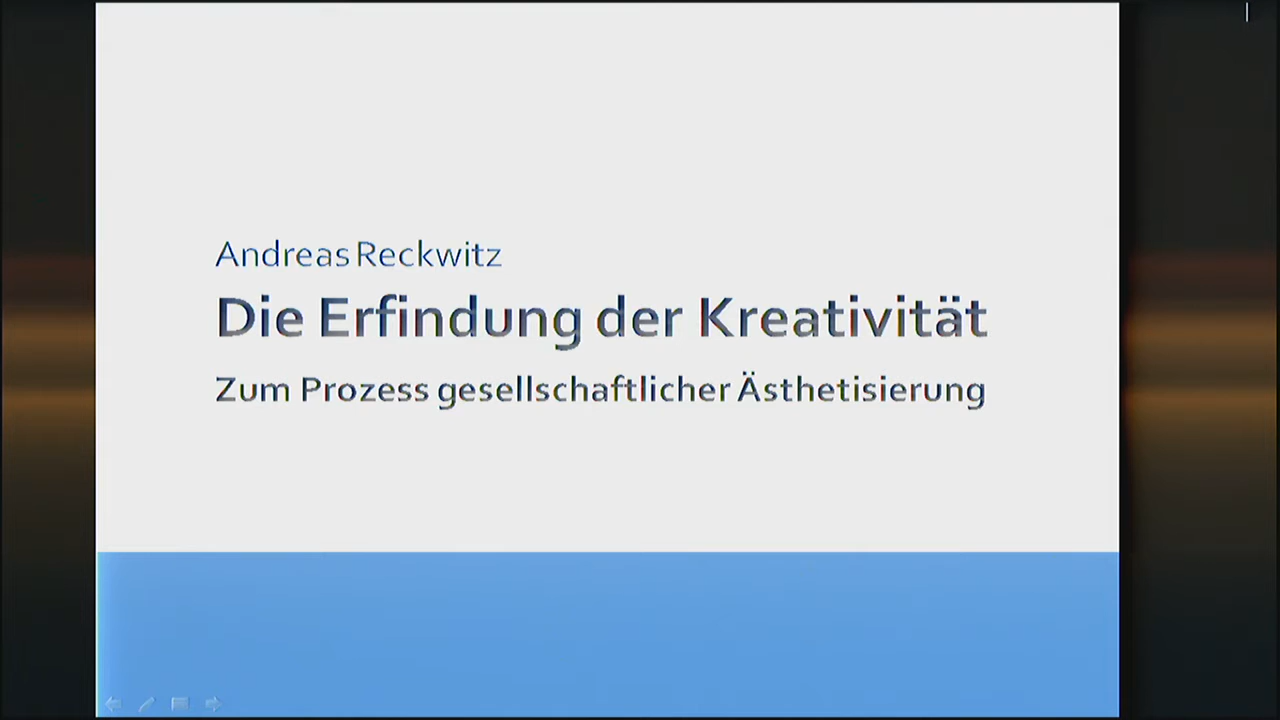 Andreas Reckwitz
Die Erfindung der Kreativität
Zum Prozess gesellschaftlicher Ästhetisierung